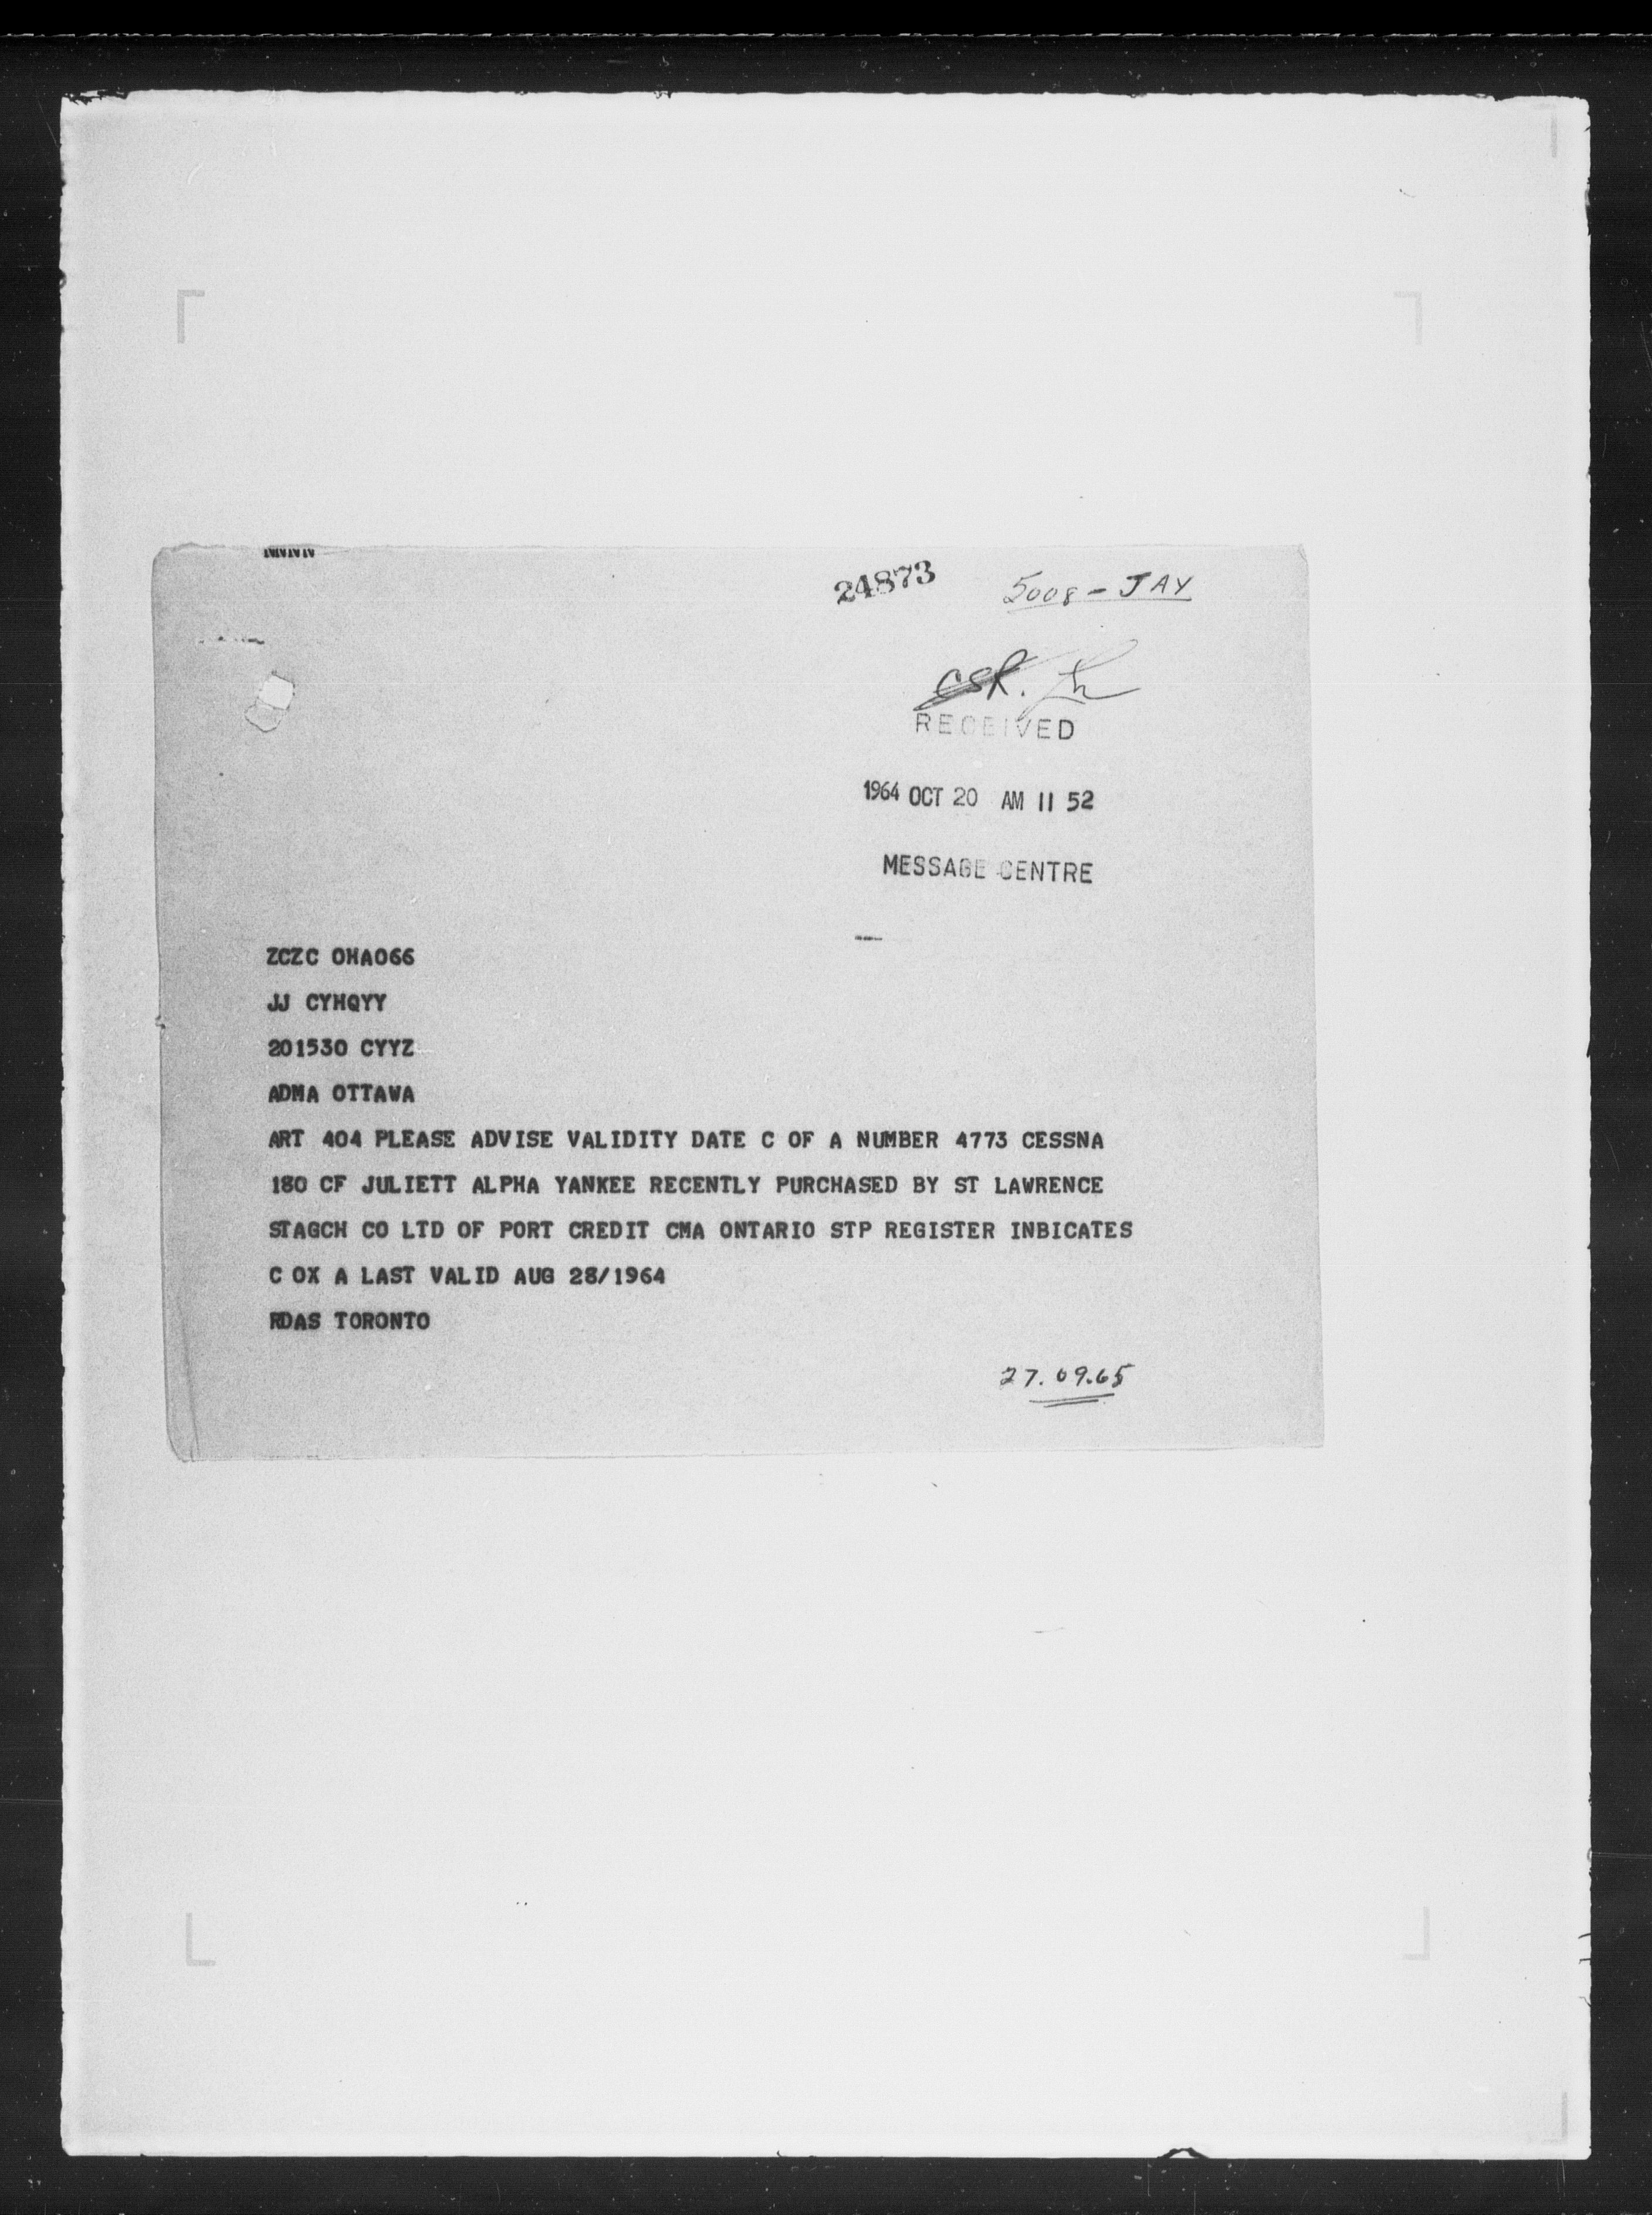 24873
5008 - JAY
RECEIVED
1964 OCT 20 AM 11 52
MESSAGE CENTRE
ZCZC OHA066
JJ CYHQYY
201530 CYYZ
ADMA OTTAWA
ART 404 PLEASE ADVISE VALIDITY DATE C OF A NUMBER 4773 CESSNA
180 CF JULIETT ALPHA YANKEE RECENTLY PURCHASED BY ST LAWRENCE
STAGCH CO LTD OF PORT CREDIT CMA ONTARIO STP REGISTER INBICATES
C OX A LAST VALID AUG 28/1964
RDAS TORONTO
27.09.65